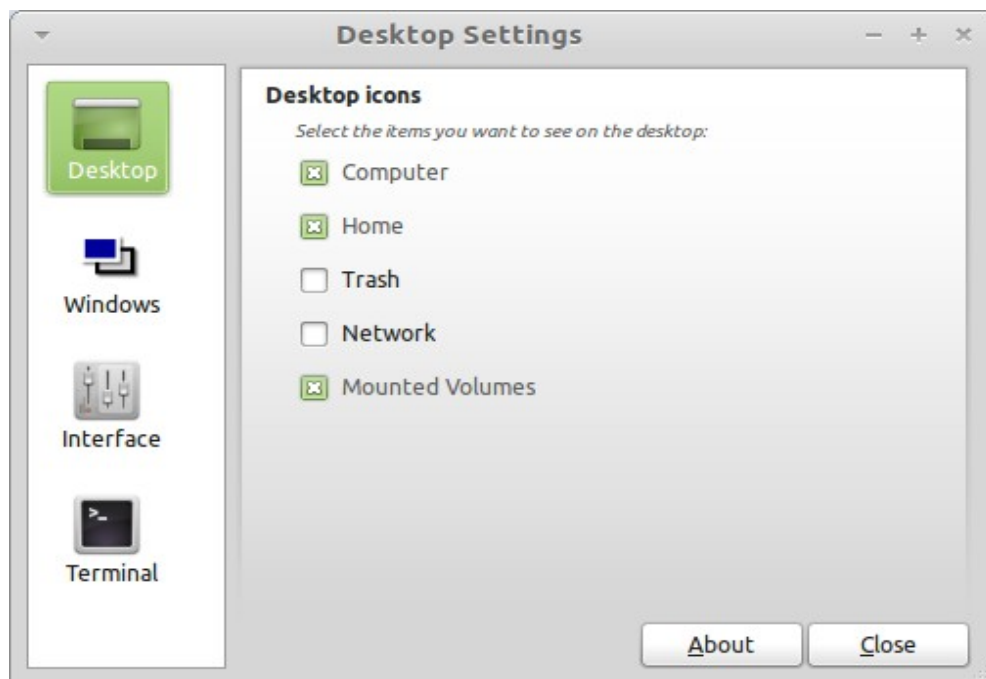 Desktop Settings
Desktop
Windows
Interface
Terminal
Desktop icons
Select the items you want to see on the desktop:
Computer
Home
Trash
Network
Mounted Volumes
About
Close